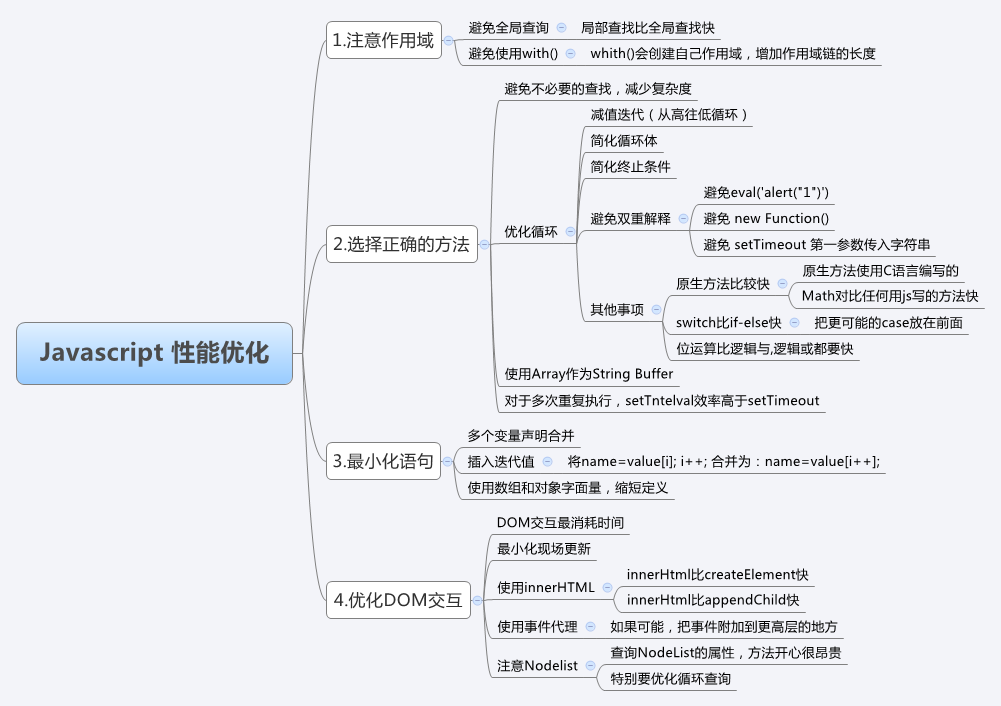 Javascript 性能优化
1.注意作用域
避免全局查询
局部查找比全局查找快
避免使用with()
whith()会创建自己作用域，增加作用域链的长度
2.选择正确的方法
避免不必要的查找，减少复杂度
优化循环
减值迭代（从高往低循环）
简化循环体
简化终止条件
避免双重解释
避免eval('alert("1")')
避免 new Function()
避免 setTimeout 第一参数传入字符串
其他事项
原生方法比较快
原生方法使用C语言编写的
Math对比任何用js写的方法快
switch比if-else快
把更可能的case放在前面
位运算比逻辑与,逻辑或都要快
使用Array作为String Buffer
对于多次重复执行，setTntelval效率高于setTimeout
3.最小化语句
多个变量声明合并
插入迭代值
将name=value[i]; i++; 合并为：name=value[i++];
使用数组和对象字面量，缩短定义
4.优化DOM交互
DOM交互最消耗时间
最小化现场更新
使用innerHTML
innerHtml比createElement快
innerHtml比appendChild快
使用事件代理
如果可能，把事件附加到更高层的地方
注意Nodelist
查询NodeList的属性，方法开心很昂贵
特别要优化循环查询